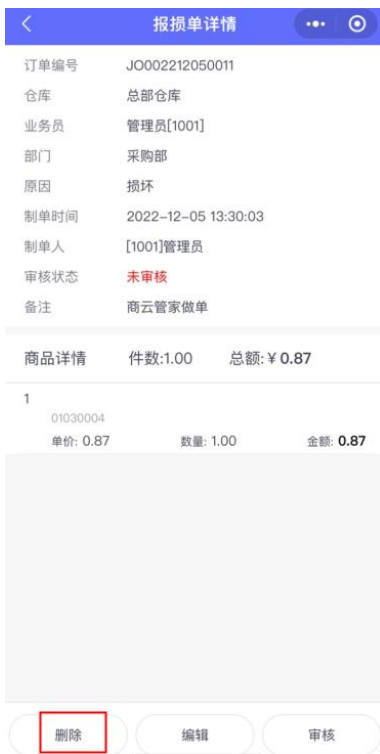 报损单详情
订单编号 JO002212050011
仓库 总部仓库
业务员 管理员[1001]
部门 采购部
原因 损坏
制单时间 2022-12-05 13:30:03
制单人 [1001]管理员
审核状态 未审核
备注 商云管家做单
商品详情 件数:1.00 总额:¥0.87
1
01030004
单价: 0.87 数量: 1.00 金额: 0.87
删除 编辑 审核